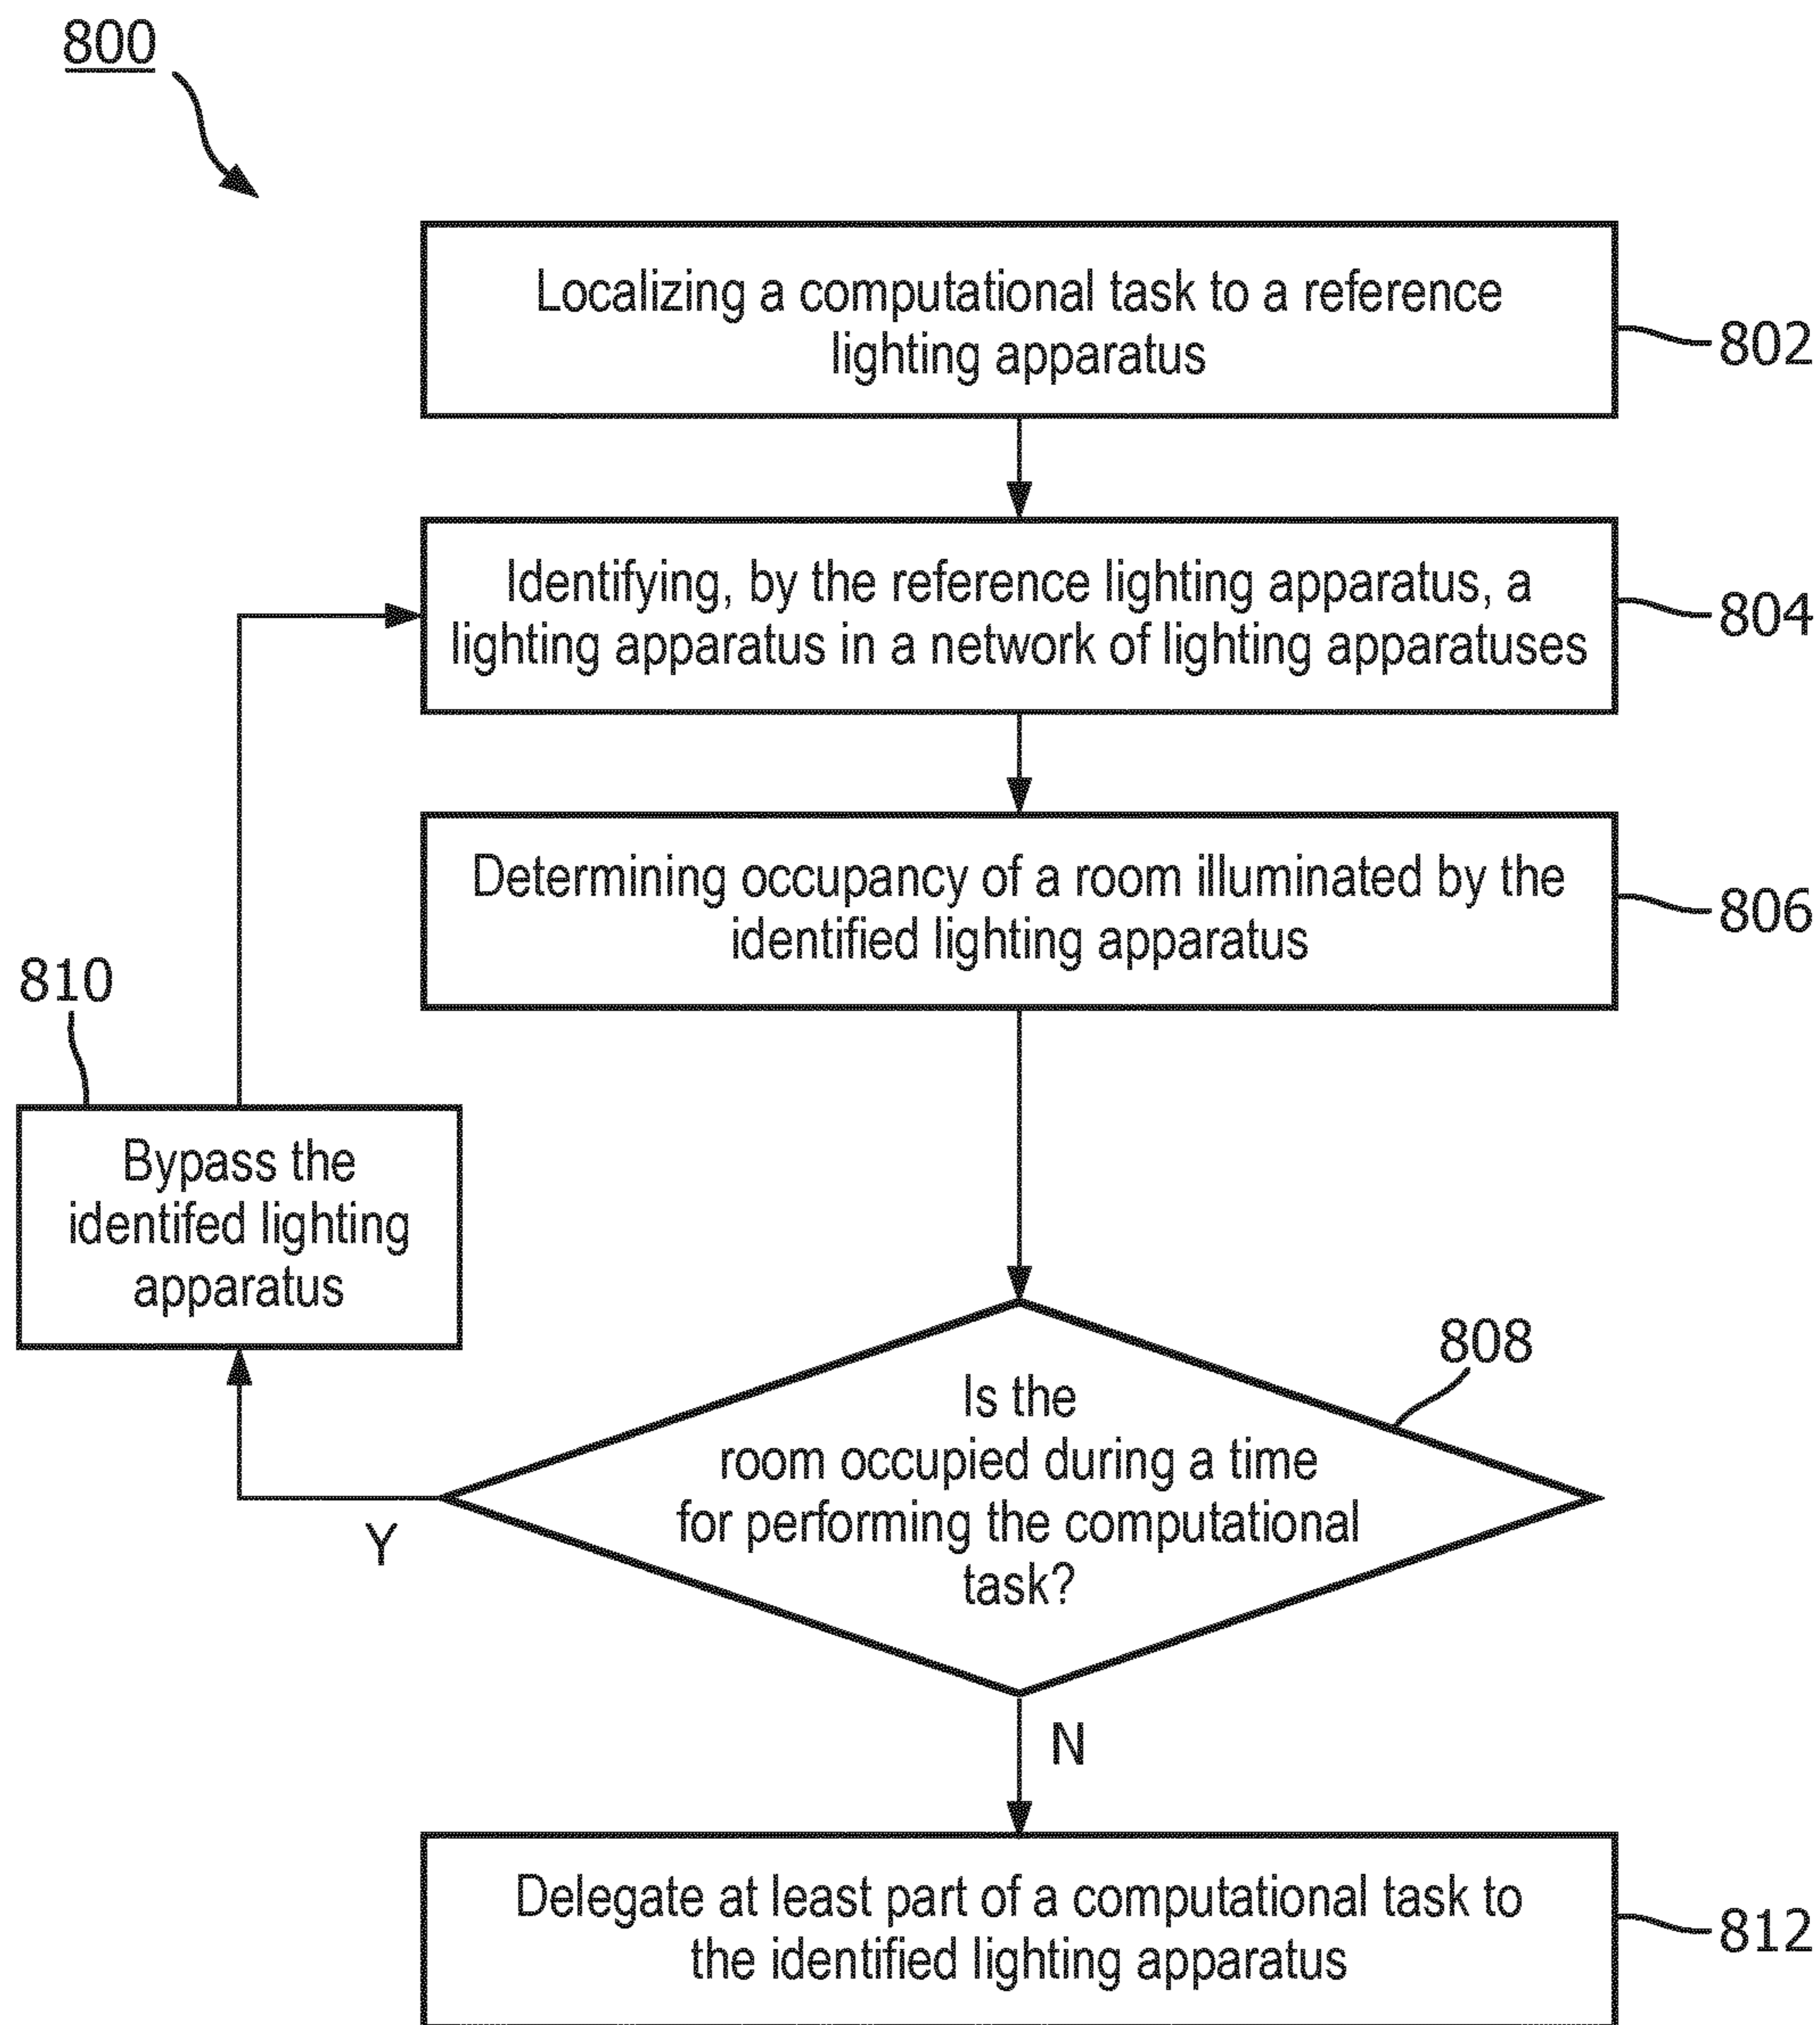 800
Localizing a computational task to a reference
lighting apparatus
802
Identifying, by the reference lighting apparatus, a
lighting apparatus in a network of lighting apparatuses
804
Determining occupancy of a room illuminated by the
identified lighting apparatus
806
810
Bypass the
identifed lighting
apparatus
808
Is the
room occupied during a time
for performing the computational
task?
Y
N
Delegate at least part of a computational task to
the identified lighting apparatus
812